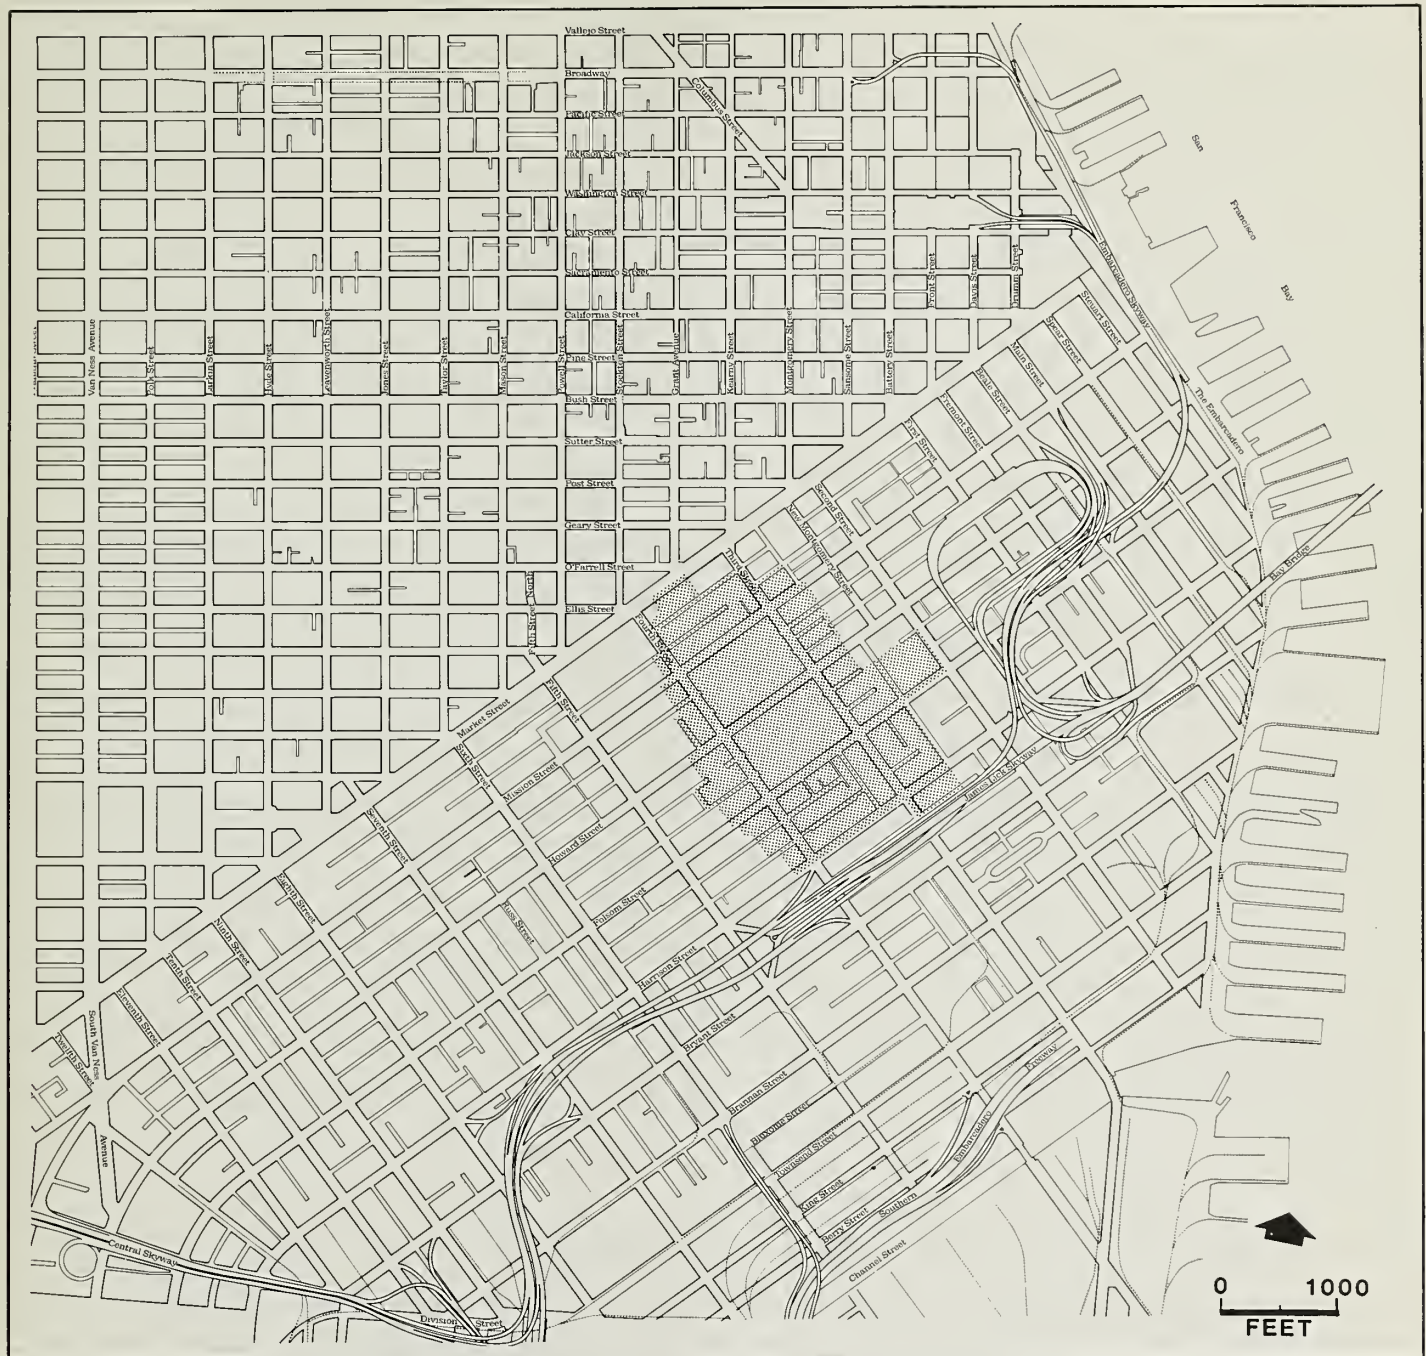 Vallejo Street
Broadway
Columbus Street
Pacific Street
Jackson Street
Washington Street
Clay Street
Sacramento Street
California Street
Pine Street
Bush Street
Sutter Street
Post Street
Geary Street
O'Farrell Street
Ellis Street
San
Francisco
Bay
Embarcadero Skyway
The Embarcadero
Bay Bridge
Van Ness Avenue
Polk Street
Larkin Street
Hyde Street
Leavenworth Street
Jones Street
Taylor Street
Mason Street
Powell Street
Stockton Street
Grant Avenue
Kearny Street
Montgomery Street
Sansome Street
Battery Street
Front Street
Davis Street
Drumm Street
Steuart Street
Spear Street
Main Street
Beale Street
Fremont Street
First Street
Second Street
New Montgomery Street
Third Street
Fourth Street
Fifth Street North
Fifth Street
Sixth Street
Seventh Street
Eighth Street
Ninth Street
Tenth Street
Eleventh Street
Twelfth Street
South Van Ness
Avenue
Market Street
Mission Street
Howard Street
Folsom Street
Russ Street
Harrison Street
James Lick Skyway
Bryant Street
Brannan Street
Bluxome Street
Townsend Street
King Street
Berry Street
Southern
Embarcadero
Freeway
Channel Street
Central Skyway
Division Street
0 1000
FEET